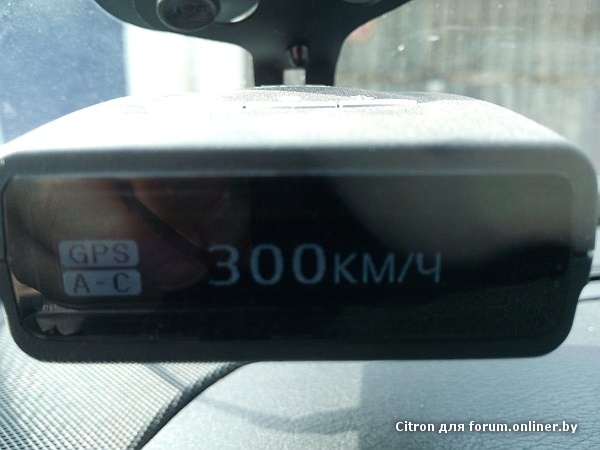 GPS
300КМ/Ч
A-C
Citron для forum.onliner.by